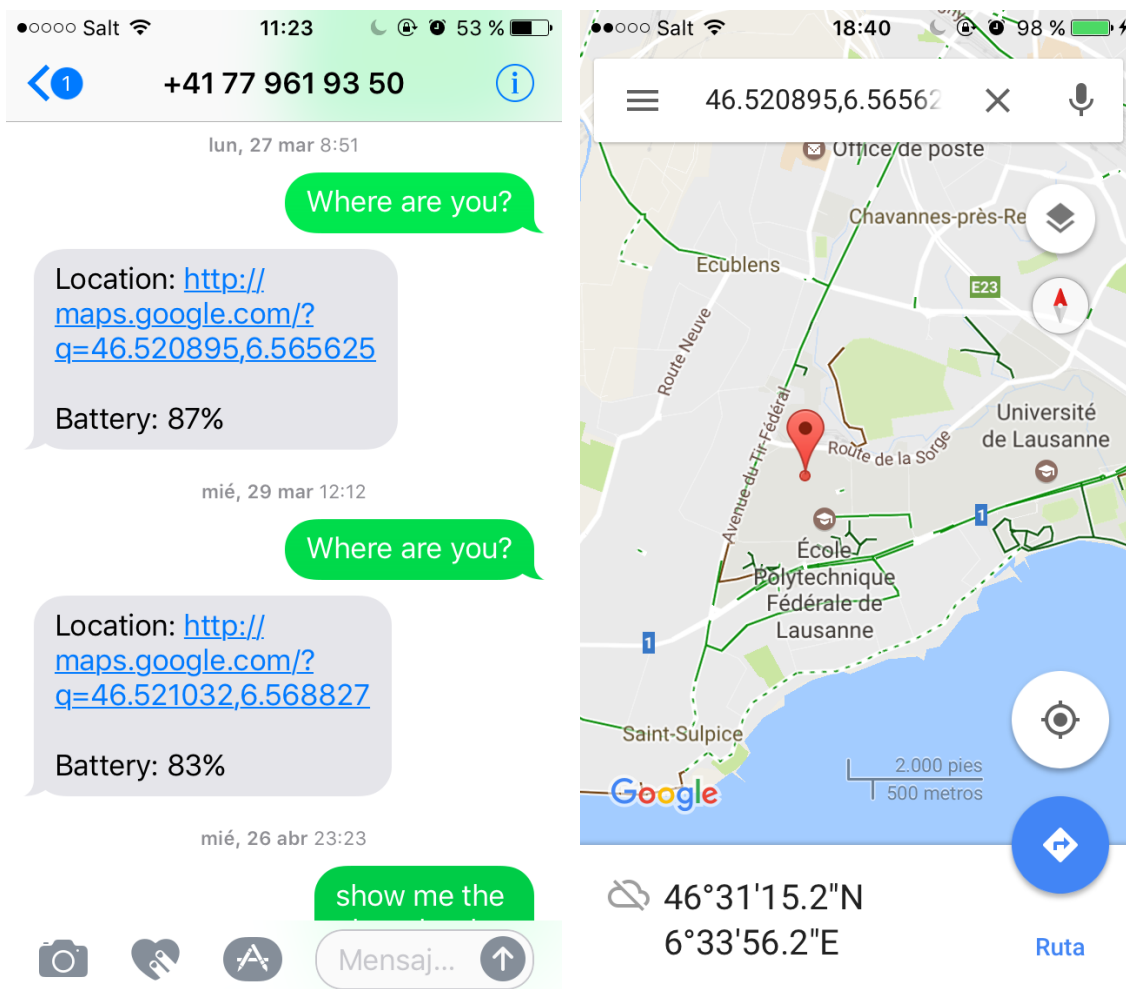 Salt 11:23 53 %
1 +41 77 961 93 50 i
lun, 27 mar 8:51
Where are you?
Location: http://
maps.google.com/?
q=46.520895,6.565625
Battery: 87%
mié, 29 mar 12:12
Where are you?
Location: http://
maps.google.com/?
q=46.521032,6.568827
Battery: 83%
mié, 26 abr 23:23
show me the
Mensaj...
Salt 18:40 98 %
46.520895,6.56562
Office de poste
Chavannes-près-Re
Ecublens
E23
Route Neuve
Avenue du Tir-Fédéral
Route de la Sorge
Université
de Lausanne
1
École
Polytechnique
Fédérale de
Lausanne
1
Saint-Sulpice
2.000 pies
500 metros
Google
46°31'15.2"N
6°33'56.2"E
Ruta